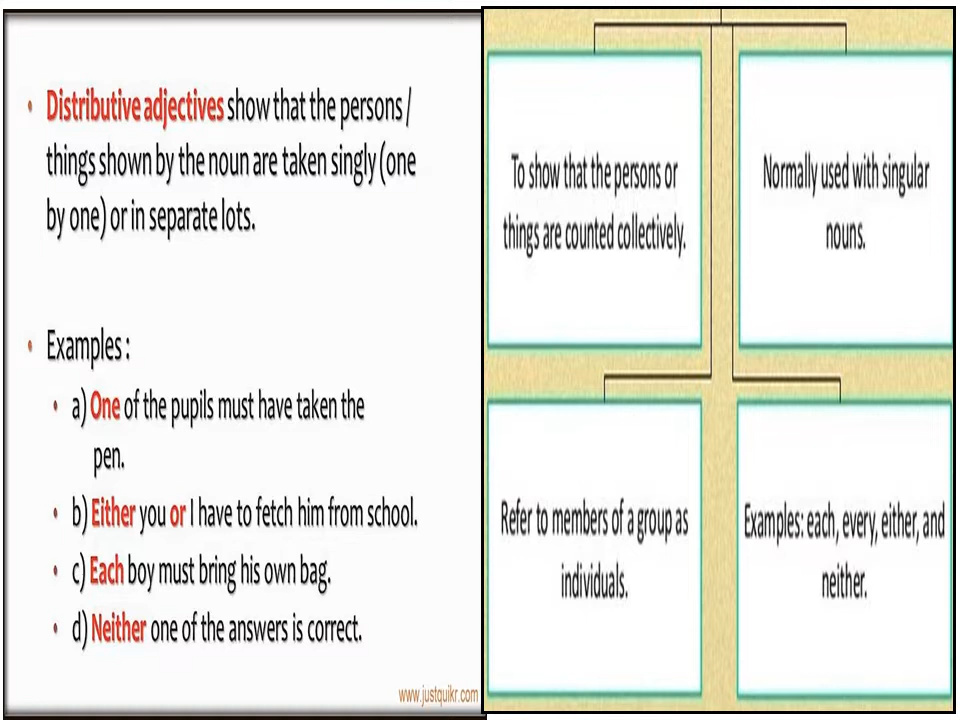 • Distributive adjectives show that the persons /
things shown by the noun are taken singly (one
by one) or in separate lots.
• Examples :
• a) One of the pupils must have taken the
pen.
• b) Either you or I have to fetch him from school.
• c) Each boy must bring his own bag.
• d) Neither one of the answers is correct.
www.justquikr.com
To show that the persons or
things are counted collectively.
Normally used with singular
nouns.
Refer to members of a group as
individuals.
Examples: each, every, either, and
neither.